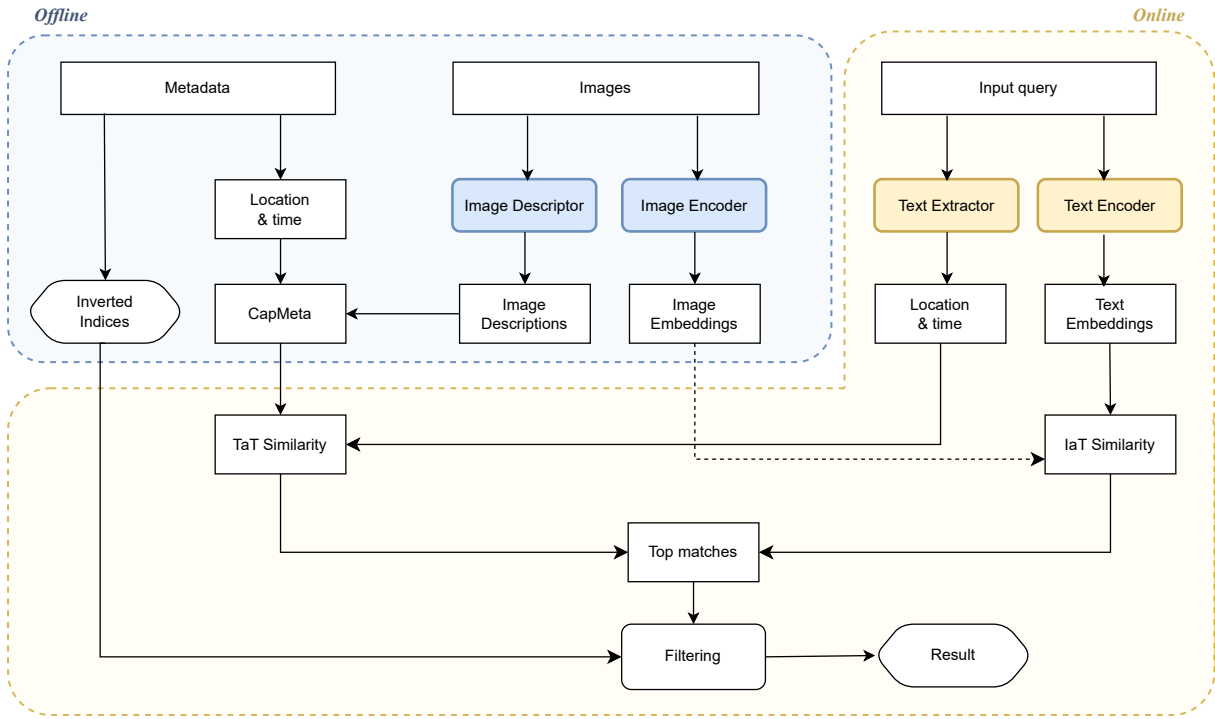 Offline
Online
Metadata
Images
Input query
Location
& time
Image Descriptor
Image Encoder
Text Extractor
Text Encoder
Inverted
Indices
CapMeta
Image
Descriptions
Image
Embeddings
Location
& time
Text
Embeddings
TaT Similarity
IaT Similarity
Top matches
Filtering
Result